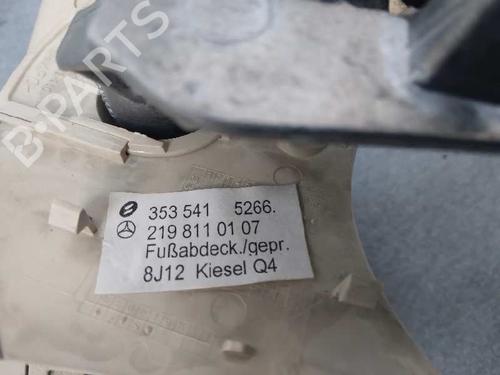 B-PARTS
353 541 5266.
219 811 01 07
Fußabdeck./gepr.
8J12 Kiesel Q4